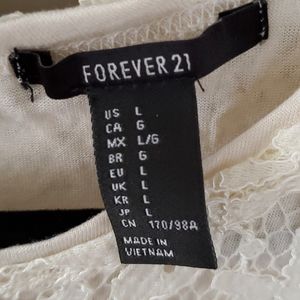 FOREVER 21
US L
CA G
MX L/G
BR G
EU L
UK L
KR L
JP L
CN 170/98A
MADE IN
VIETNAM